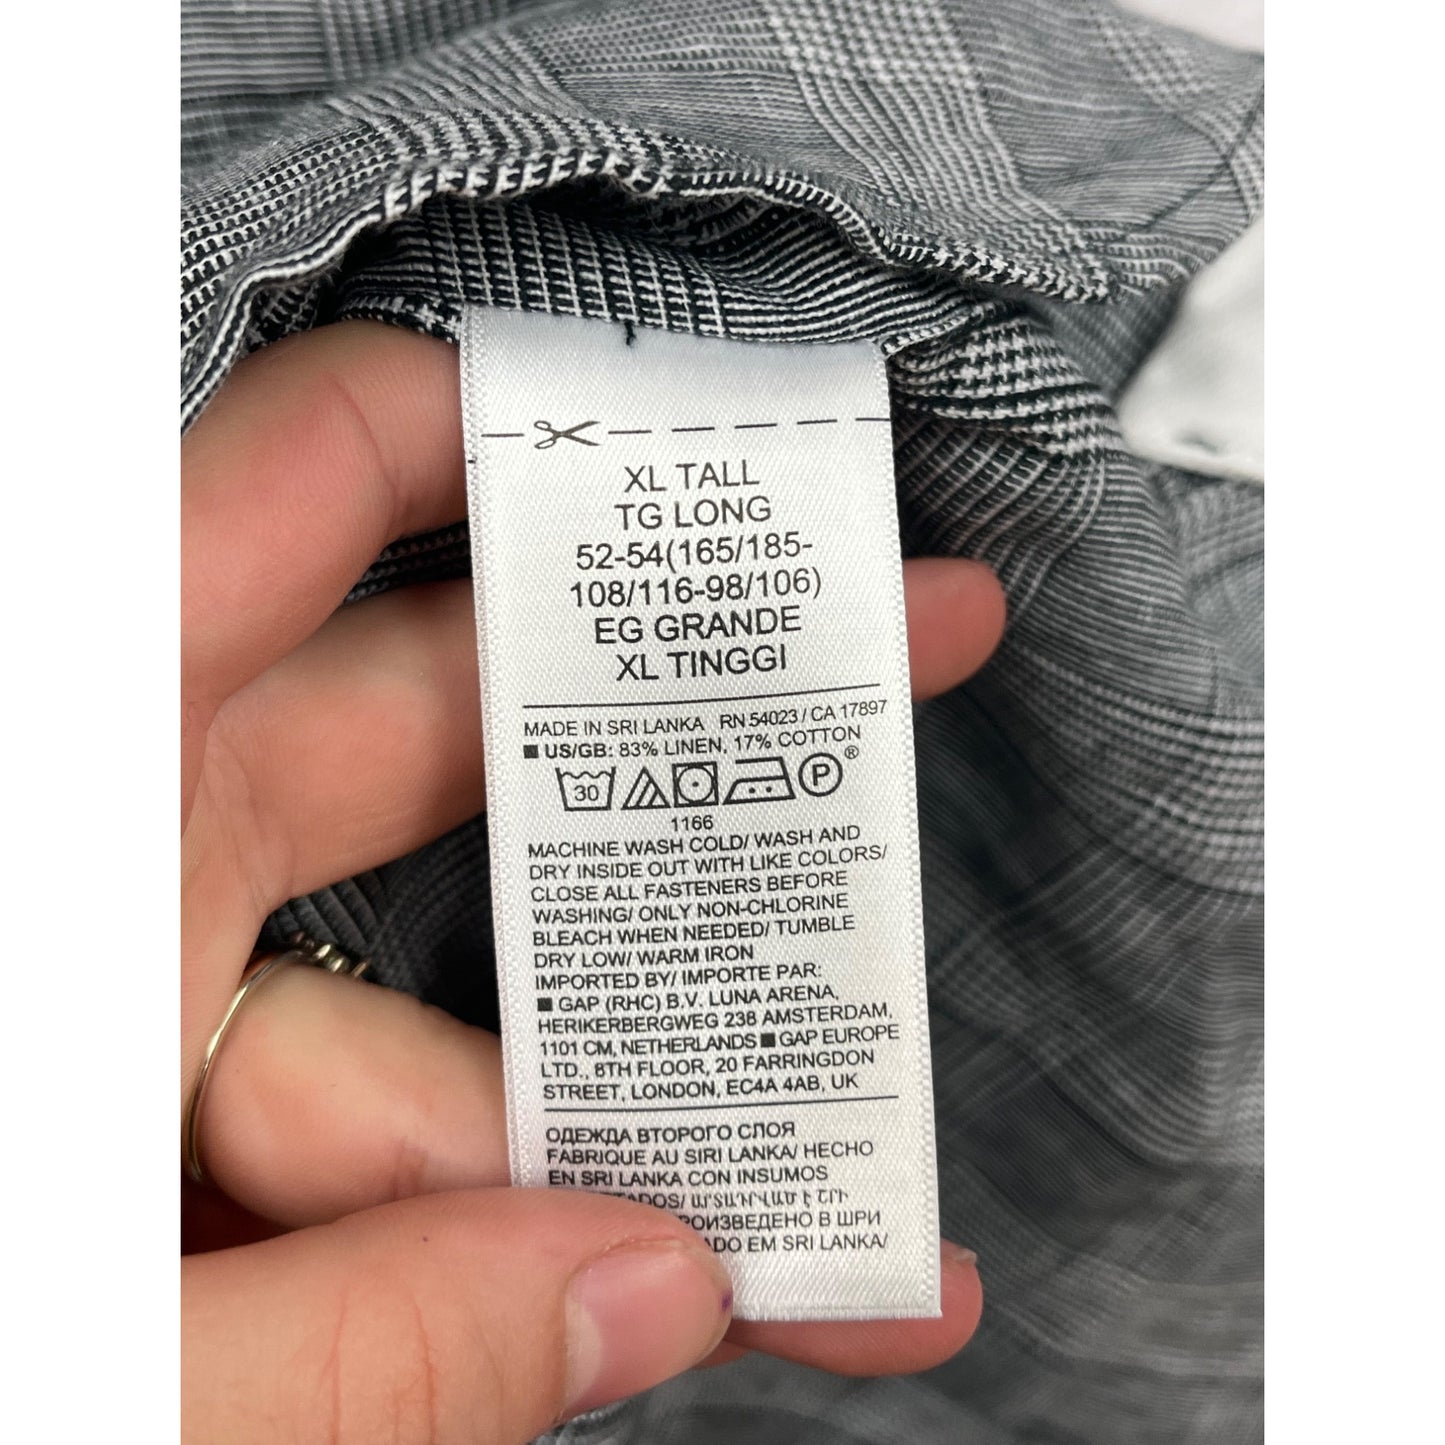 XL TALL
TG LONG
52-54(165/185-
108/116-98/106)
EG GRANDE
XL TINGGI
MADE IN SRI LANKA RN 54023 / CA 17897
■ US/GB: 83% LINEN, 17% COTTON
30 P ®
1166
MACHINE WASH COLD/ WASH AND
DRY INSIDE OUT WITH LIKE COLORS/
CLOSE ALL FASTENERS BEFORE
WASHING/ ONLY NON-CHLORINE
BLEACH WHEN NEEDED/ TUMBLE
DRY LOW/ WARM IRON
IMPORTED BY/ IMPORTE PAR:
■ GAP (RHC) B.V. LUNA ARENA,
HERIKERBERGWEG 238 AMSTERDAM,
1101 CM, NETHERLANDS ■ GAP EUROPE
LTD., 8TH FLOOR, 20 FARRINGDON
STREET, LONDON, EC4A 4AB, UK
ОДЕЖДА ВТОРОГО СЛОЯ
FABRIQUE AU SIRI LANKA/ HECHO
EN SRI LANKA CON INSUMOS
В ШРИ
EM SRI LANKA/